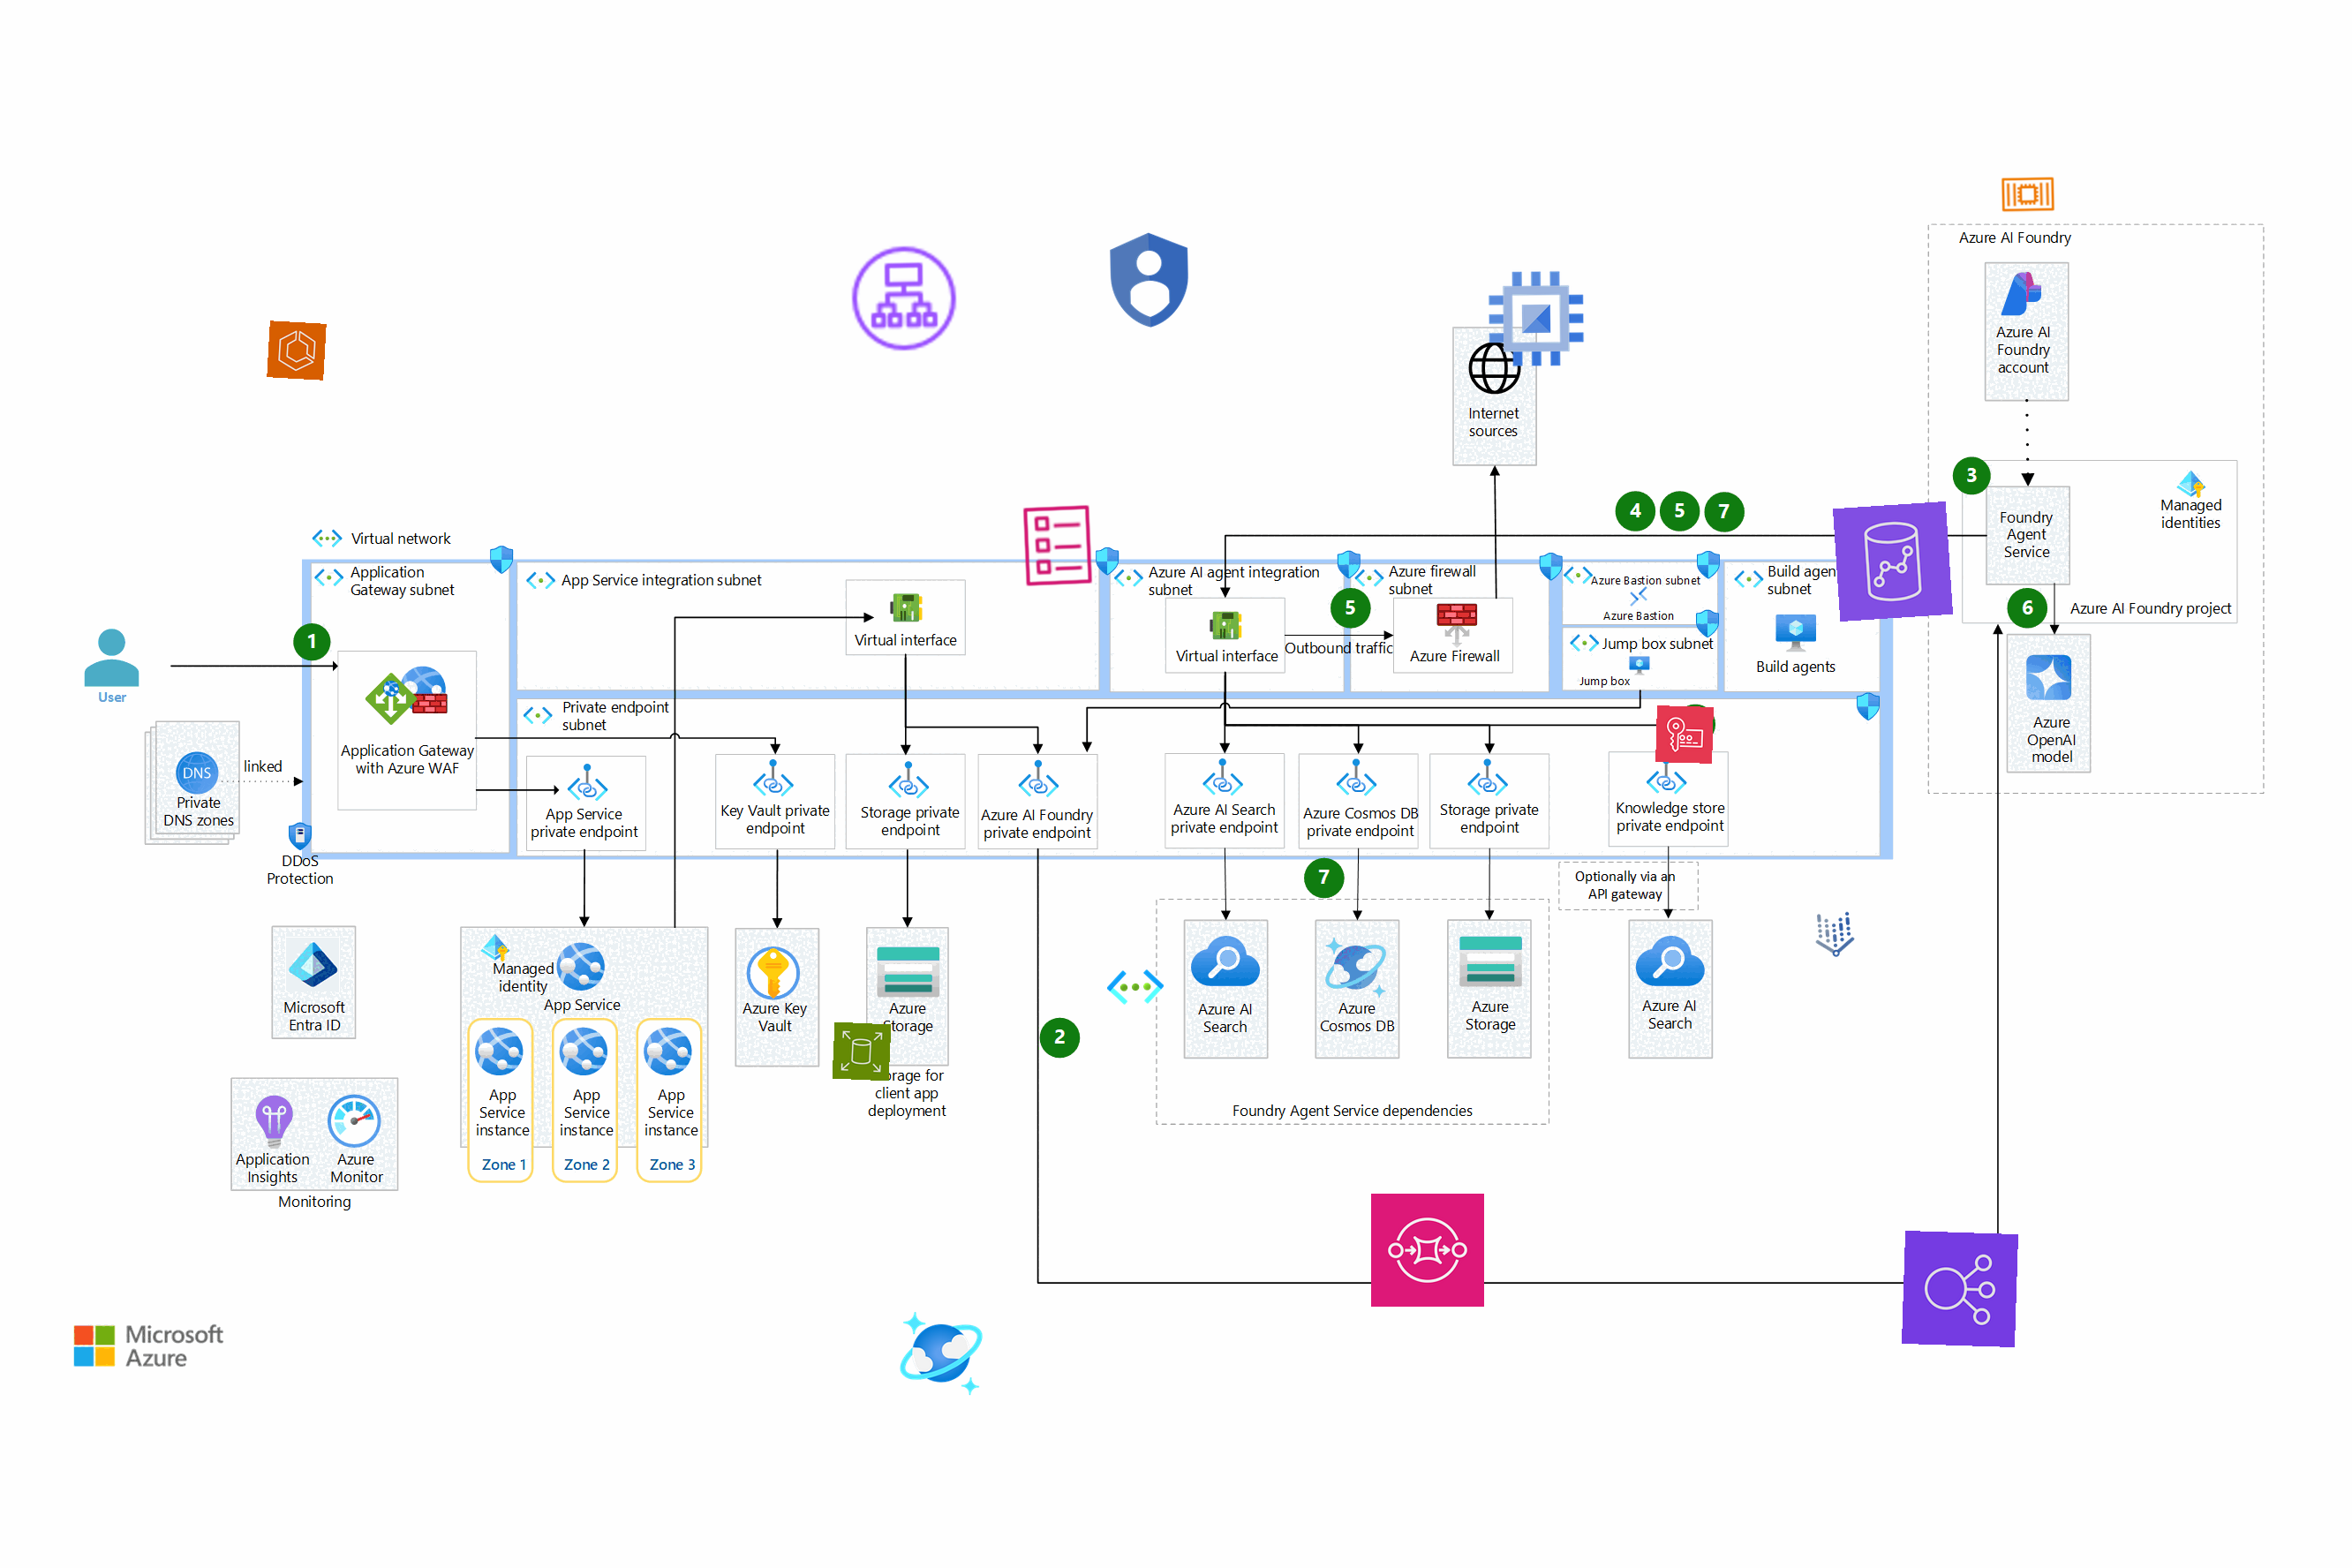 Azure AI Foundry
Azure AI
Foundry
account
Internet
sources
3
Managed
identities
4
5
7
Foundry
Agent
Service
Virtual network
Application
Gateway subnet
App Service integration subnet
Azure AI agent integration
subnet
Azure firewall
subnet
Azure Bastion subnet
Azure Bastion
Build agen
subnet
1
5
6
Azure AI Foundry project
Virtual interface
Virtual interface
Outbound traffic
Azure Firewall
Jump box subnet
Jump box
Build agents
User
Private endpoint
subnet
Application Gateway
with Azure WAF
Azure
OpenAI
model
DNS
linked
Private
DNS zones
App Service
private endpoint
Key Vault private
endpoint
Storage private
endpoint
Azure AI Foundry
private endpoint
Azure AI Search
private endpoint
Azure Cosmos DB
private endpoint
Storage private
endpoint
Knowledge store
private endpoint
DDoS
Protection
7
Optionally via an
API gateway
Microsoft
Entra ID
Managed
identity
App Service
Azure Key
Vault
Azure
Storage
2
Azure AI
Search
Azure
Cosmos DB
Azure
Storage
Azure AI
Search
App
Service
instance
App
Service
instance
App
Service
instance
Zone 1
Zone 2
Zone 3
orage for
client app
deployment
Foundry Agent Service dependencies
Application
Insights
Azure
Monitor
Monitoring
Microsoft
Azure